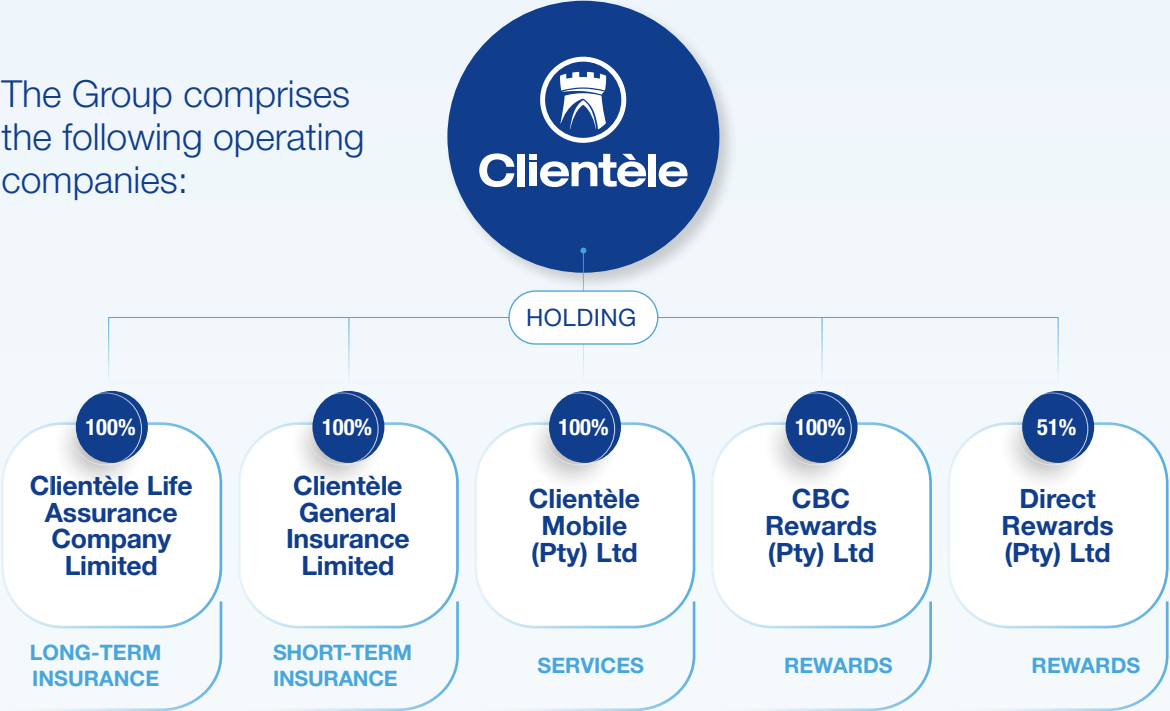 The Group comprises
the following operating
companies:
Clientèle
HOLDING
100%
Clientèle Life
Assurance
Company
Limited
LONG-TERM
INSURANCE
100%
Clientèle
General
Insurance
Limited
SHORT-TERM
INSURANCE
100%
Clientèle
Mobile
(Pty) Ltd
SERVICES
100%
CBC
Rewards
(Pty) Ltd
REWARDS
51%
Direct
Rewards
(Pty) Ltd
REWARDS